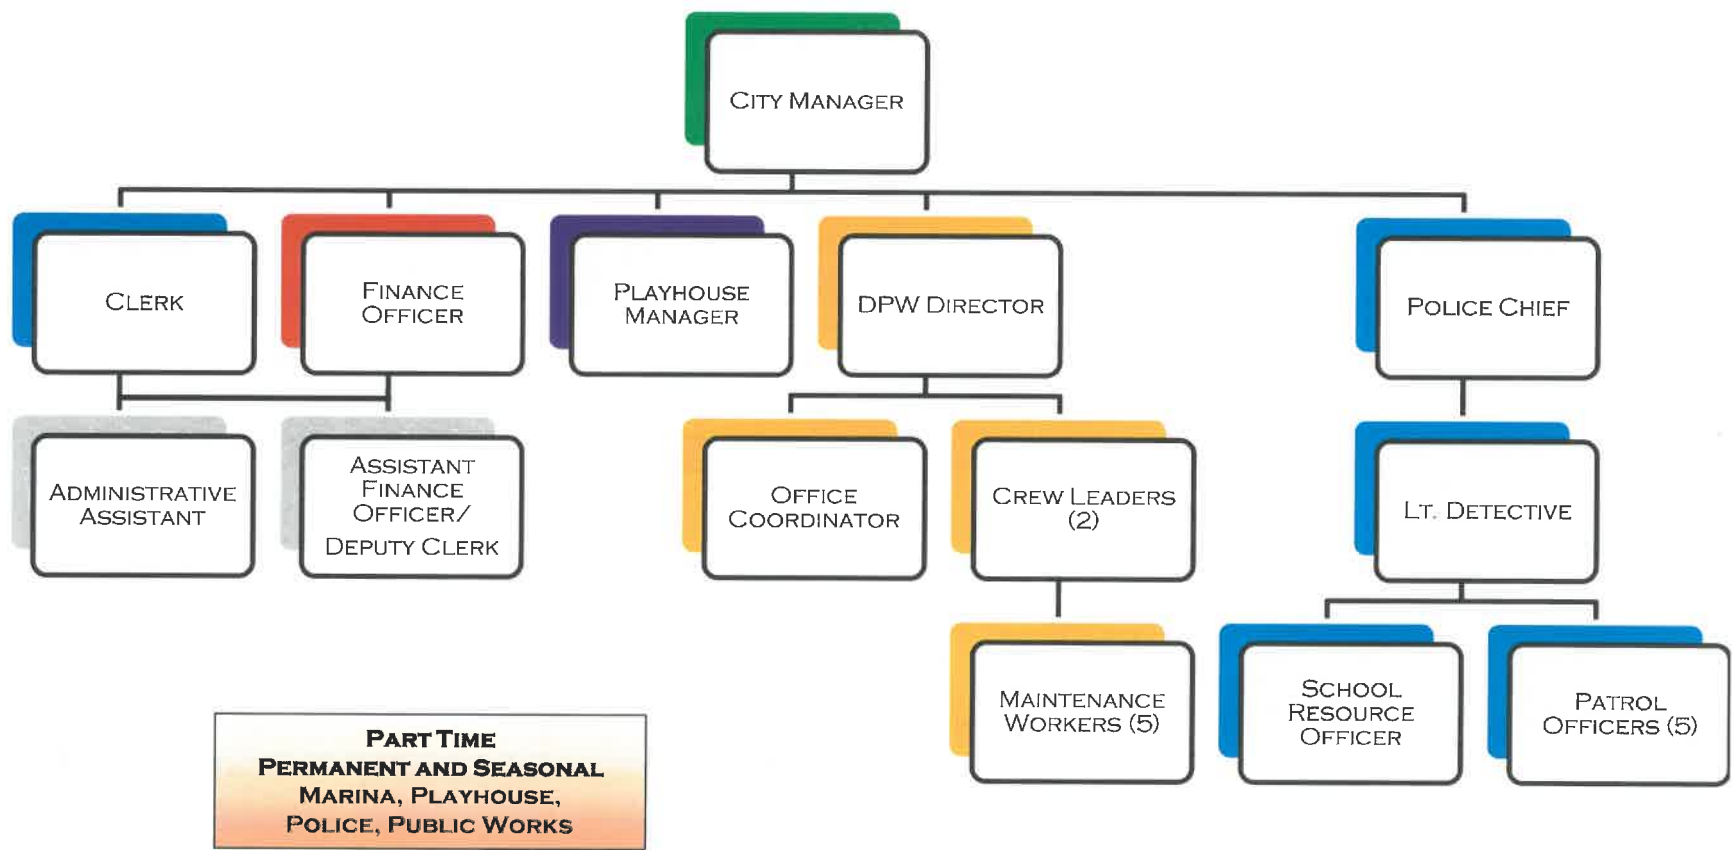 CITY MANAGER
CLERK
FINANCE
OFFICER
PLAYHOUSE
MANAGER
DPW DIRECTOR
POLICE CHIEF
ADMINISTRATIVE
ASSISTANT
ASSISTANT
FINANCE
OFFICER/
DEPUTY CLERK
OFFICE
COORDINATOR
CREW LEADERS
(2)
LT. DETECTIVE
MAINTENANCE
WORKERS (5)
SCHOOL
RESOURCE
OFFICER
PATROL
OFFICERS (5)
PART TIME
PERMANENT AND SEASONAL
MARINA, PLAYHOUSE,
POLICE, PUBLIC WORKS